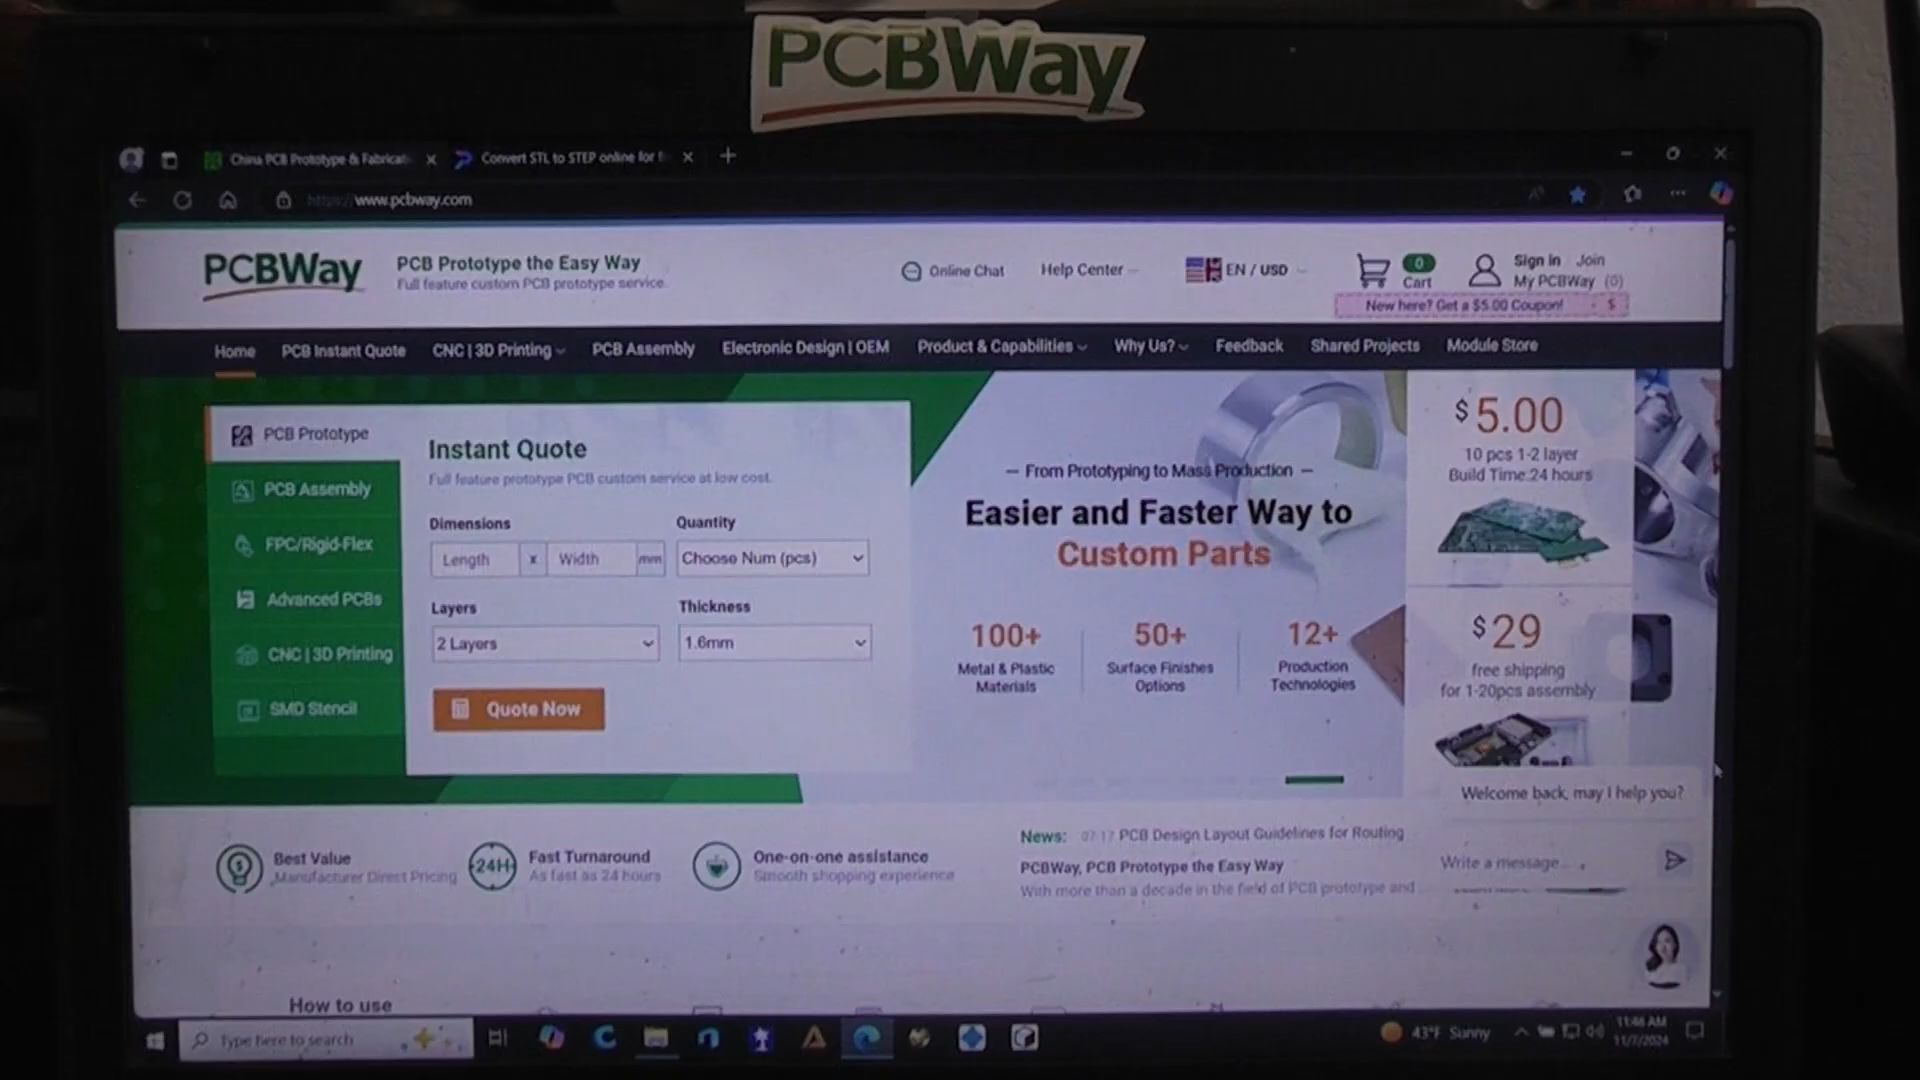 PCBWay
China PCB Prototype & Fabricat
Convert STL to STEP online for f
https://www.pcbway.com
PCBWay
PCB Prototype the Easy Way
Full feature custom PCB prototype service.
Online Chat
Help Center
EN / USD
0
Cart
Sign in Join
My PCBWay (0)
New here? Get a $5.00 Coupon!
$
Home
PCB Instant Quote
CNC | 3D Printing
PCB Assembly
Electronic Design | OEM
Product & Capabilities
Why Us?
Feedback
Shared Projects
Module Store
PCB Prototype
PCB Assembly
FPC/Rigid-Flex
Advanced PCBs
CNC | 3D Printing
SMD Stencil
Instant Quote
Full feature prototype PCB custom service at low cost.
Dimensions
Quantity
Length x Width mm
Choose Num (pcs)
Layers
Thickness
2 Layers
1.6mm
Quote Now
— From Prototyping to Mass Production —
Easier and Faster Way to
Custom Parts
100+
Metal & Plastic
Materials
50+
Surface Finishes
Options
12+
Production
Technologies
$5.00
10 pcs 1-2 layer
Build Time:24 hours
$29
free shipping
for 1-20pcs assembly
Welcome back, may I help you?
Write a message...
Best Value
Manufacturer Direct Pricing
24H
Fast Turnaround
As fast as 24 hours
One-on-one assistance
Smooth shopping experience
News: 07-17 PCB Design Layout Guidelines for Routing
PCBWay, PCB Prototype the Easy Way
With more than a decade in the field of PCB prototype and
How to use
Type here to search
43°F Sunny
11:46 AM
11/7/2024